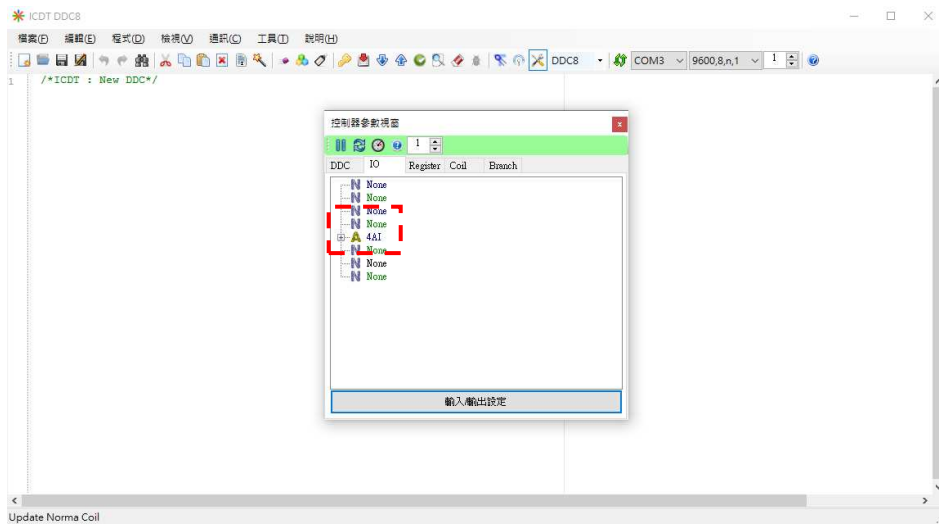 ICDT DDC8
檔案(F) 編輯(E) 程式(D) 檢視(V) 通訊(C) 工具(T) 說明(H)
DDC8 COM3 9600,8,n,1 1
1 /*ICDT : New DDC*/
控制器參數視窗
1
DDC IO Register Coil Branch
None
None
None
None
4AI
None
None
None
輸入/輸出設定
Update Norma Coil